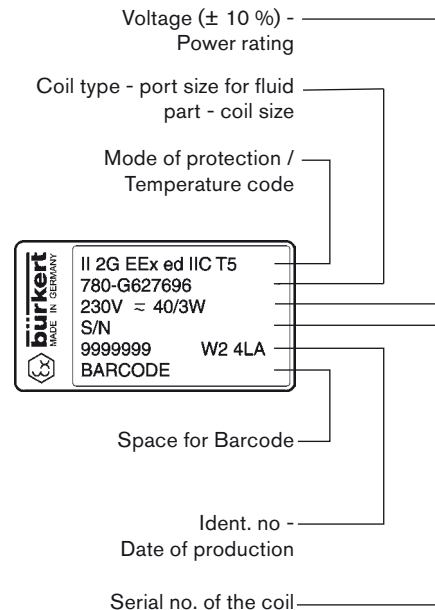 Voltage (± 10 %) -
Power rating
Coil type - port size for fluid
part - coil size
Mode of protection /
Temperature code
bürkert
MADE IN GERMANY
II 2G EEx ed IIC T5
780-G627696
230V ≂ 40/3W
S/N
9999999 W2 4LA
BARCODE
Space for Barcode
Ident. no -
Date of production
Serial no. of the coil